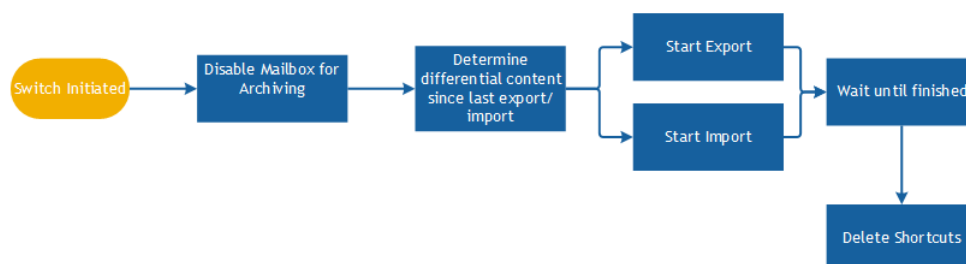 Switch Initiated
Disable Mailbox for
Archiving
Determine
differential content
since last export/
import
Start Export
Start Import
Wait until finished
Delete Shortcuts